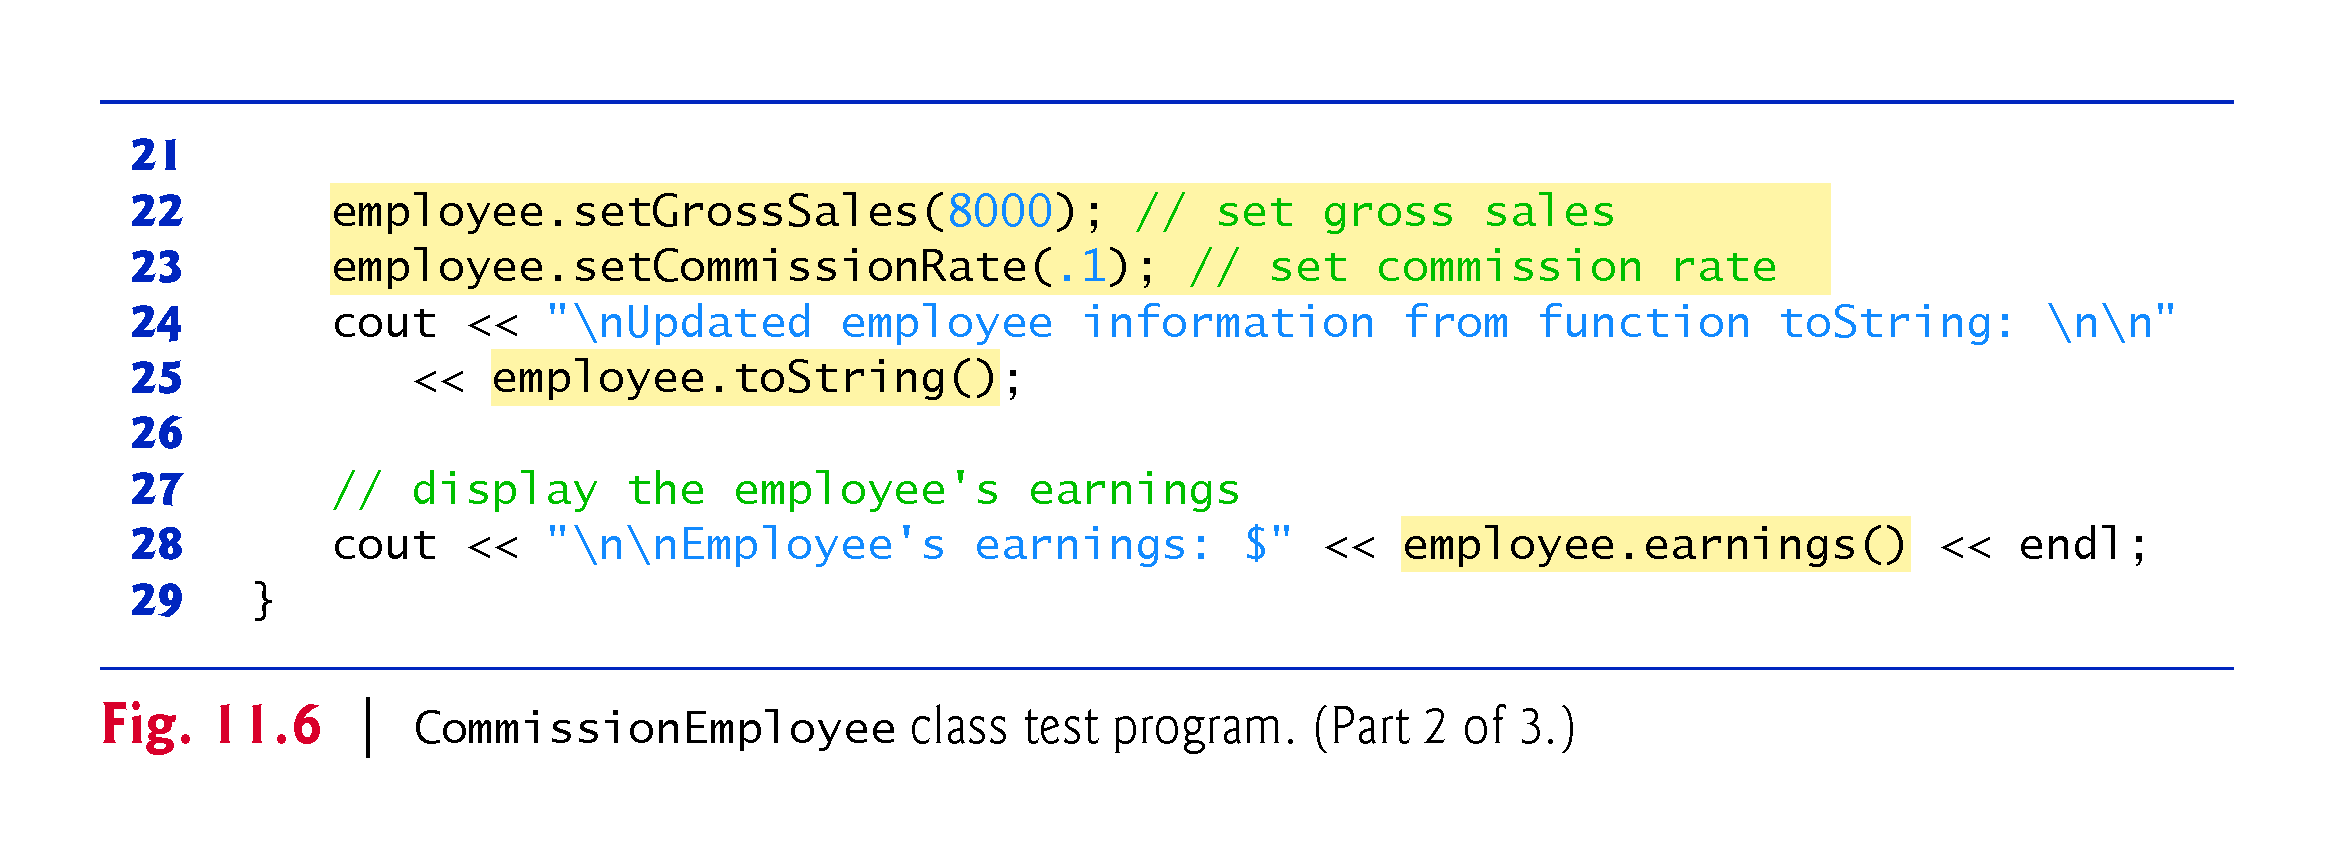 21
22 employee.setGrossSales(8000); // set gross sales
23 employee.setCommissionRate(.1); // set commission rate
24 cout << "\nUpdated employee information from function toString: \n\n"
25 << employee.toString();
26
27 // display the employee's earnings
28 cout << "\n\nEmployee's earnings: $" << employee.earnings() << endl;
29 }
Fig. 11.6 | CommissionEmployee class test program. (Part 2 of 3.)